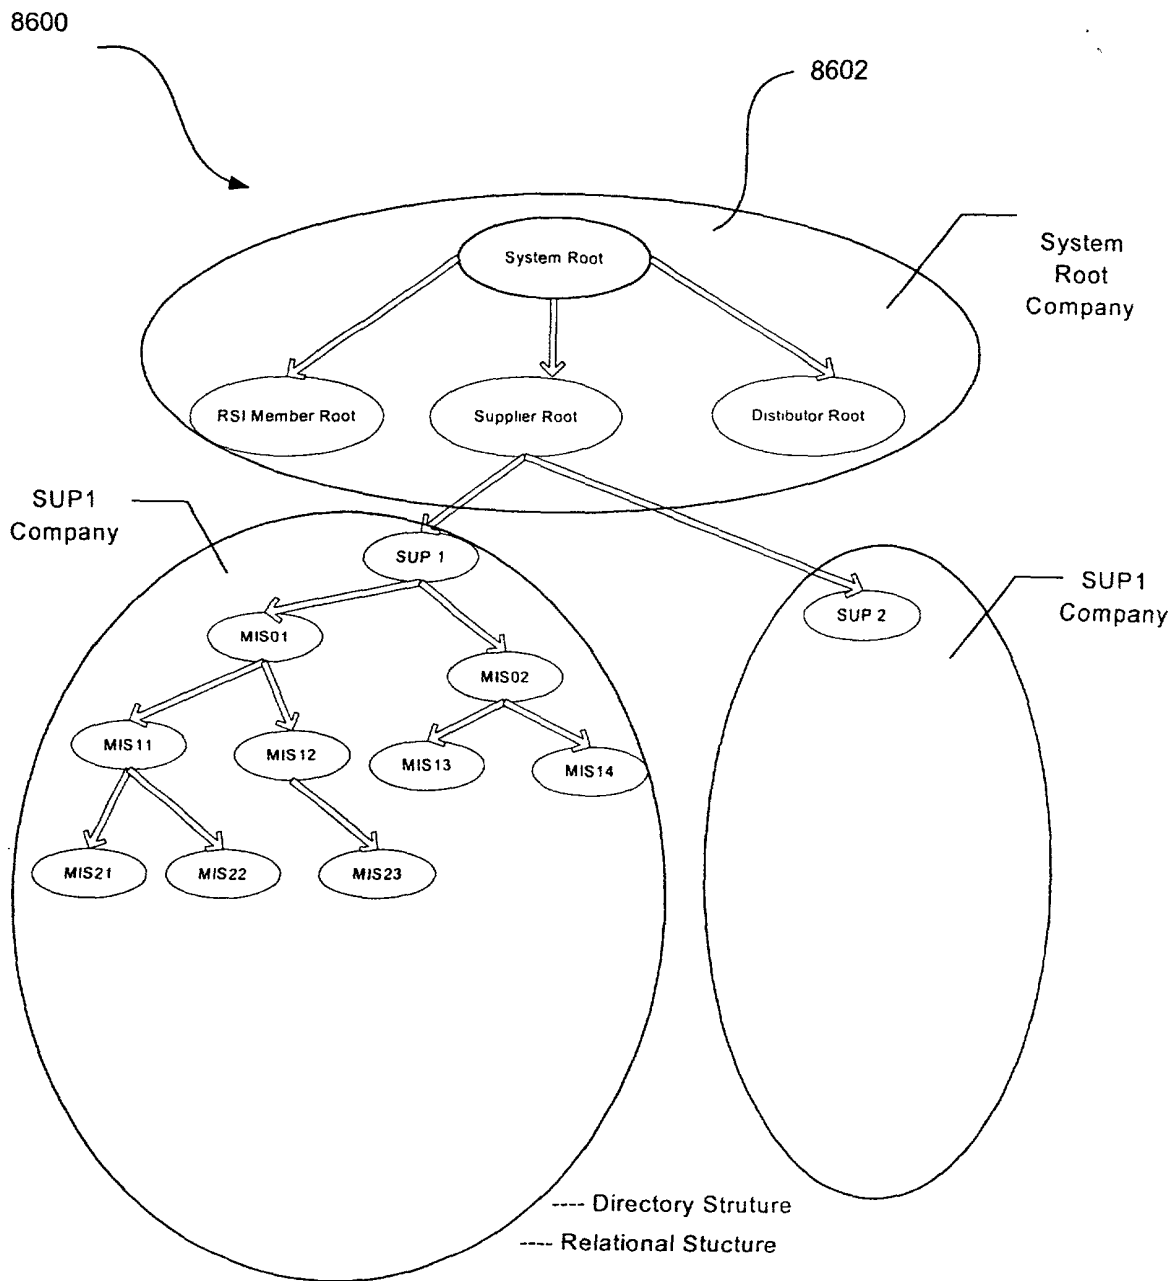 8600
8602
System Root
System
Root
Company
RSI Member Root
Supplier Root
Distibutor Root
SUP1
Company
SUP 1
SUP1
Company
SUP 2
MIS01
MIS02
MIS11
MIS12
MIS13
MIS14
MIS21
MIS22
MIS23
---- Directory Struture
---- Relational Stucture